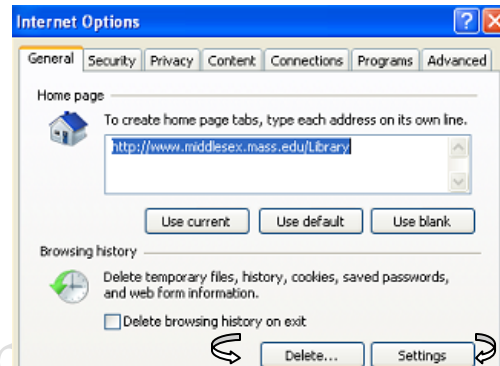 Internet Options
General Security Privacy Content Connections Programs Advanced
Home page
To create home page tabs, type each address on its own line.
http://www.middlesex.mass.edu/Library
Use current Use default Use blank
Browsing history
Delete temporary files, history, cookies, saved passwords,
and web form information.
Delete browsing history on exit
Delete... Settings